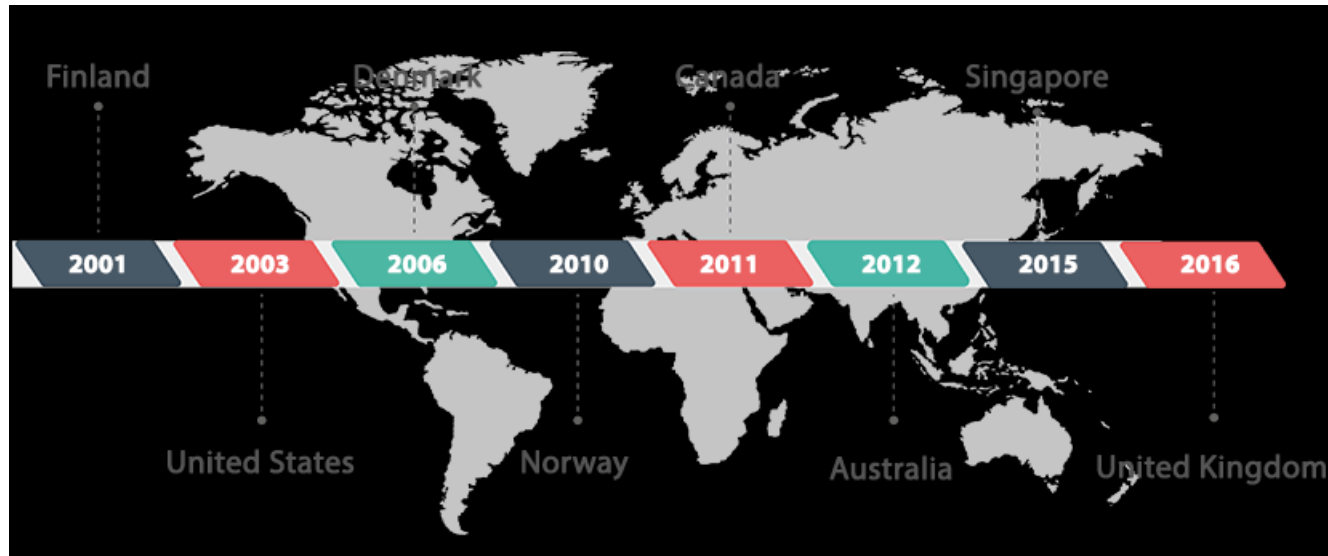 Finland Denmark Canada Singapore
2001 2003 2006 2010 2011 2012 2015 2016
United States Norway Australia United Kingdom